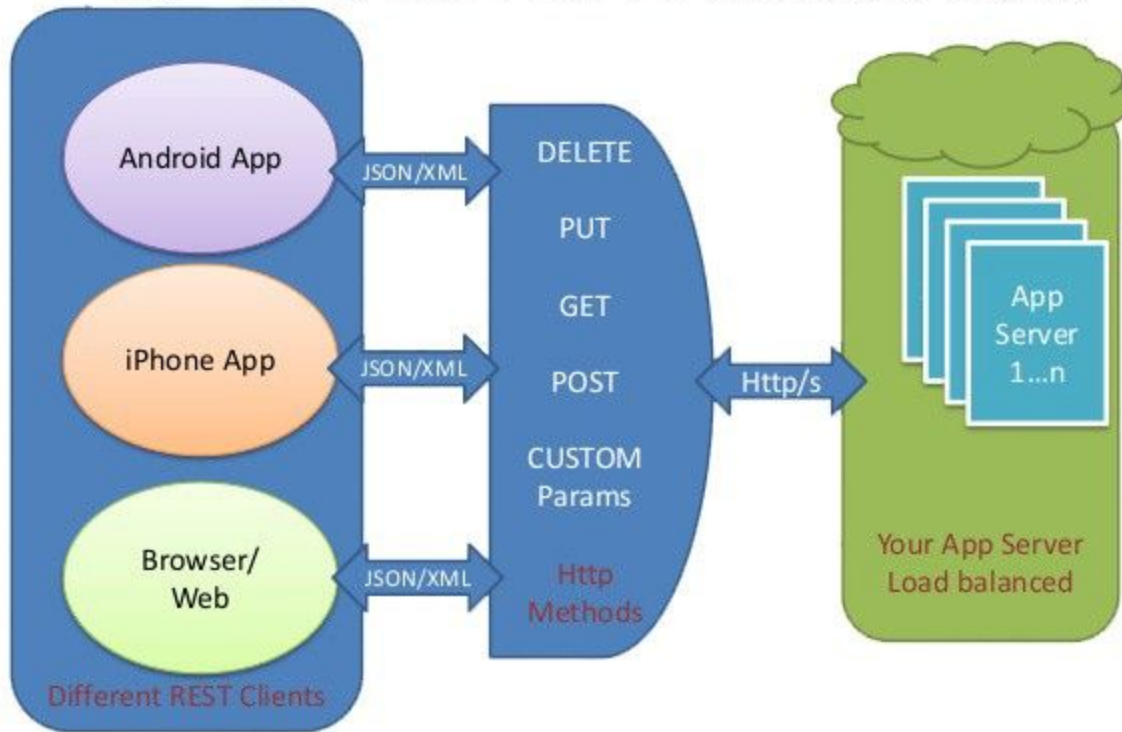 Android App
JSON/XML
iPhone App
JSON/XML
Browser/
Web
JSON/XML
Different REST Clients
DELETE
PUT
GET
POST
CUSTOM
Params
Http
Methods
Http/s
App
Server
1...n
Your App Server
Load balanced